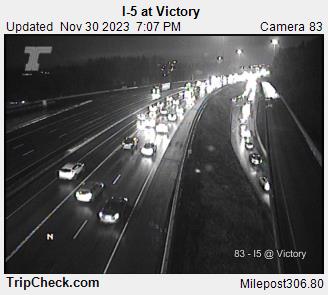 I-5 at Victory
Updated Nov 30 2023 7:07 PM Camera 83
T
N
83 - I5 @ Victory
TripCheck.com Milepost306.80